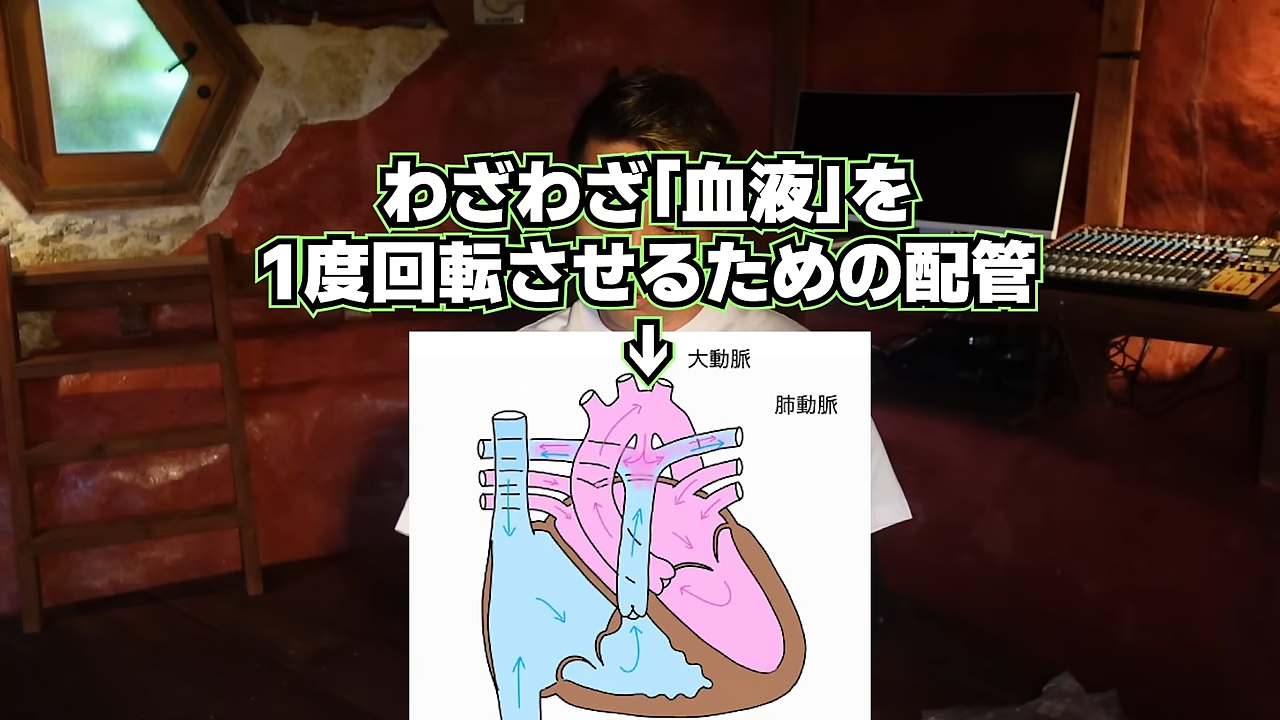 わざわざ「血液」を
1度回転させるための配管
↓
大動脈
肺動脈